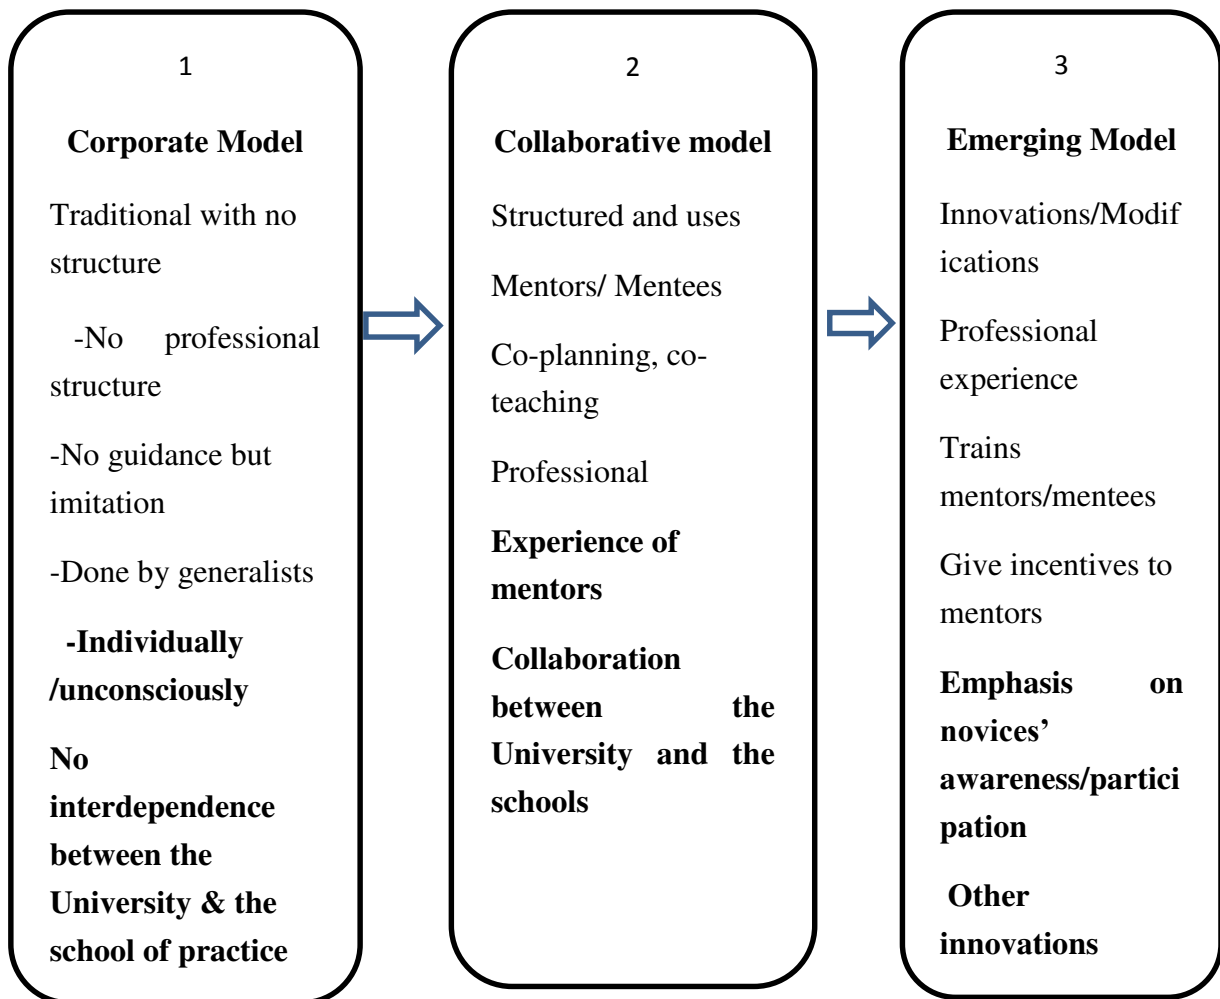 1
Corporate Model
Traditional with no
structure
-No professional
structure
-No guidance but
imitation
-Done by generalists
-Individually
/unconsciously
No
interdependence
between the
University & the
school of practice
2
Collaborative model
Structured and uses
Mentors/ Mentees
Co-planning, co-
teaching
Professional
Experience of
mentors
Collaboration
between the
University and the
schools
3
Emerging Model
Innovations/Modif
ications
Professional
experience
Trains
mentors/mentees
Give incentives to
mentors
Emphasis on
novices’
awareness/partici
pation
Other
innovations